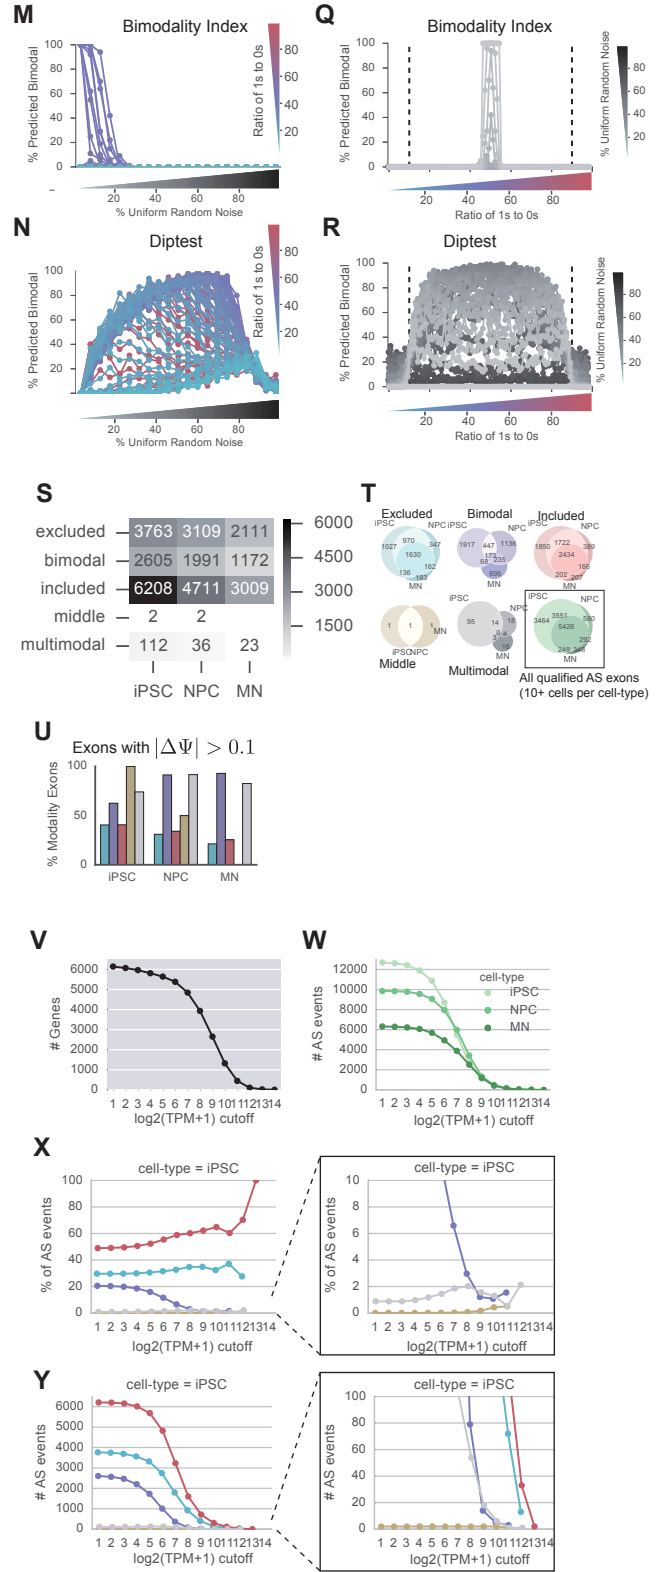 M
Bimodality Index
% Predicted Bimodal
100
80
60
40
20
0
20 40 60 80
% Uniform Random Noise
Ratio of 1s to 0s
80
60
40
20
Q
Bimodality Index
% Predicted Bimodal
100
80
60
40
20
0
20 40 60 80
Ratio of 1s to 0s
% Uniform Random Noise
80
60
40
20
N
Diptest
% Predicted Bimodal
100
80
60
40
20
0
20 40 60 80
% Uniform Random Noise
Ratio of 1s to 0s
80
60
40
20
R
Diptest
% Predicted Bimodal
100
80
60
40
20
0
20 40 60 80
Ratio of 1s to 0s
% Uniform Random Noise
80
60
40
20
S
excluded 3763 3109 2111
bimodal 2605 1991 1172
included 6208 4711 3009
middle 2 2
multimodal 112 36 23
iPSC NPC MN
6000
4500
3000
1500
T
Excluded
iPSC
NPC
1027 970 347
1630
162
136 183
MN
Bimodal
iPSC
NPC
1917 447 1136
173
68 235
696
MN
Included
iPSC
NPC
1850 1722 389
2434
166
202 207
MN
1 1 1
MN
iPSC NPC
Middle
iPSC
NPC
95 14 18
0 4
3
16
MN
Multimodal
iPSC
NPC
3551
3464 580
5426
292
249 348
MN
All qualified AS exons
(10+ cells per cell-type)
U
Exons with |ΔΨ| > 0.1
% Modality Exons
100
50
0
iPSC NPC MN
V
# Genes
6000
5000
4000
3000
2000
1000
0
1 2 3 4 5 6 7 8 9 10 11 12 13 14
log2(TPM+1) cutoff
W
# AS events
12000
10000
8000
6000
4000
2000
0
cell-type
iPSC
NPC
MN
1 2 3 4 5 6 7 8 9 10 11 12 13 14
log2(TPM+1) cutoff
X
cell-type = iPSC
% of AS events
100
80
60
40
20
0
1 2 3 4 5 6 7 8 9 10 11 12 13 14
log2(TPM+1) cutoff
cell-type = iPSC
% of AS events
10
8
6
4
2
0
1 2 3 4 5 6 7 8 9 10 11 12 13 14
log2(TPM+1) cutoff
Y
cell-type = iPSC
# AS events
6000
5000
4000
3000
2000
1000
0
1 2 3 4 5 6 7 8 9 10 11 12 13 14
log2(TPM+1) cutoff
cell-type = iPSC
# AS events
100
80
60
40
20
0
1 2 3 4 5 6 7 8 9 10 11 12 13 14
log2(TPM+1) cutoff